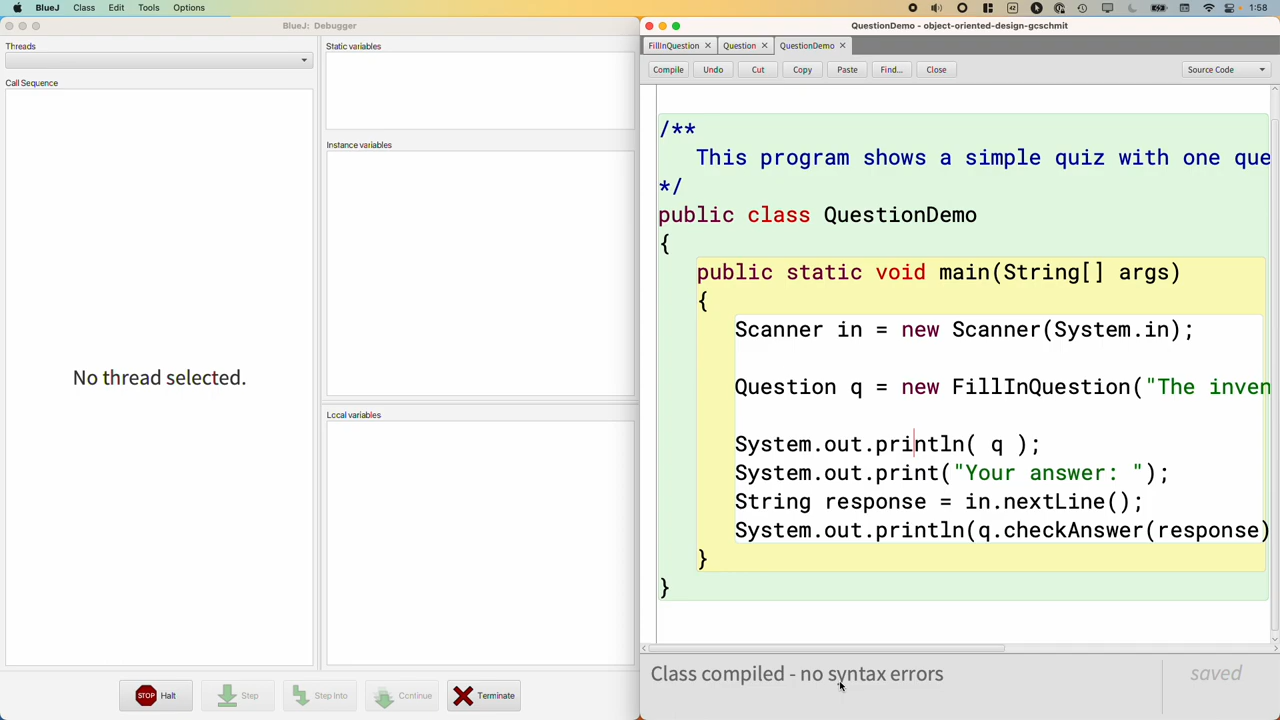 BlueJ Class Edit Tools Options
42
1:58
BlueJ: Debugger
Threads
Call Sequence
No thread selected.
Static variables
Instance variables
Local variables
STOP Halt
Step
Step Into
Continue
Terminate
QuestionDemo - object-oriented-design-gcschmit
FillInQuestion Question QuestionDemo
Compile Undo Cut Copy Paste Find... Close Source Code
/**
This program shows a simple quiz with one que
*/
public class QuestionDemo
{
public static void main(String[] args)
{
Scanner in = new Scanner(System.in);
Question q = new FillInQuestion("The inven
System.out.println( q );
System.out.print("Your answer: ");
String response = in.nextLine();
System.out.println(q.checkAnswer(response)
}
}
Class compiled - no syntax errors
saved